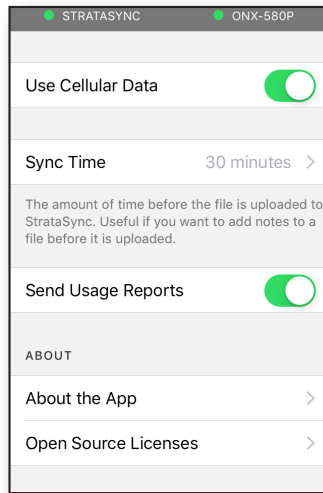 STRATASYNC ONX-580P
Use Cellular Data
Sync Time 30 minutes
The amount of time before the file is uploaded to
StrataSync. Useful if you want to add notes to a
file before it is uploaded.
Send Usage Reports
ABOUT
About the App
Open Source Licenses